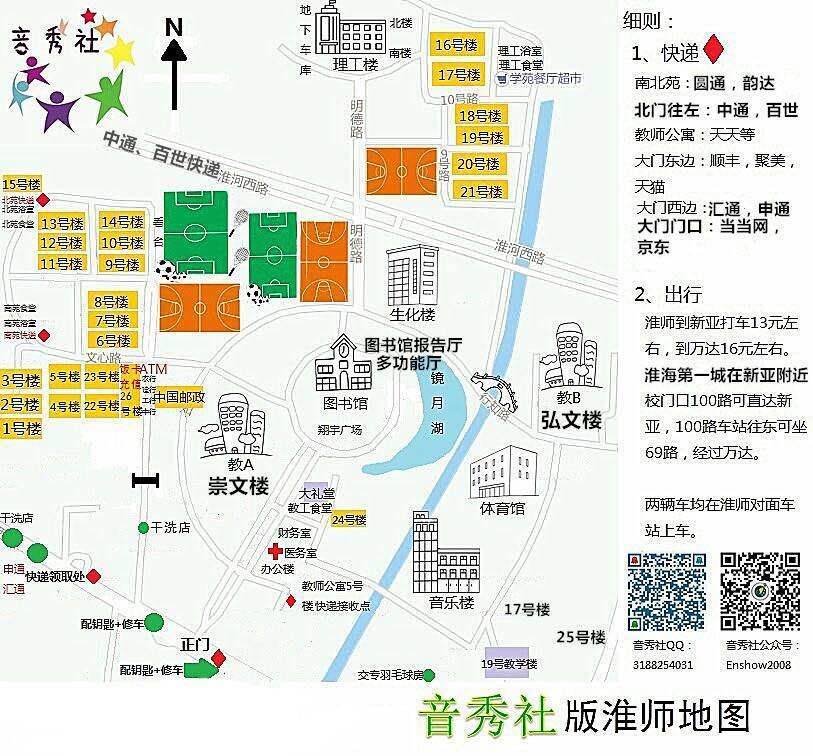 音秀社
N
地下车库
北楼
南楼
理工楼
16号楼
17号楼
理工浴室
理工食堂
学苑餐厅超市
10号路
明德路
18号楼
19号楼
20号楼
21号楼
9号路
中通、百世快递
淮河西路
15号楼
北苑快递
北苑浴室
北苑食堂
13号楼
14号楼
12号楼
10号楼
11号楼
9号楼
看台
明德路
淮河西路
生化楼
8号楼
7号楼
6号楼
南苑食堂
南苑浴室
南苑快递
文心路
图书馆报告厅
多功能厅
图书馆
翔宇广场
镜月湖
行知路
教B
弘文楼
3号楼
5号楼
23号楼
2号楼
4号楼
22号楼
1号楼
饭卡充值
ATM
26号楼
农行
工行
中行
中国邮政
教A
崇文楼
体育馆
大礼堂
教工食堂
24号楼
财务室
医务室
办公楼
音乐楼
教师公寓5号
楼快递接收点
17号楼
25号楼
19号教学楼
干洗店
干洗店
申通
汇通
快递领取处
配钥匙+修车
正门
配钥匙+修车
交专羽毛球房
细则：
1、快递
南北苑：圆通，韵达
北门往左：中通，百世
教师公寓：天天等
大门东边：顺丰，聚美，
天猫
大门西边：汇通，申通
大门门口：当当网，
京东
2、出行
淮师到新亚打车13元左
右，到万达16元左右。
淮海第一城在新亚附近
校门口100路可直达新
亚，100路车站往东可坐
69路，经过万达。
两辆车均在淮师对面车
站上车。
音秀社QQ：
3188254031
音秀社公众号：
Enshow2008
音秀社版淮师地图